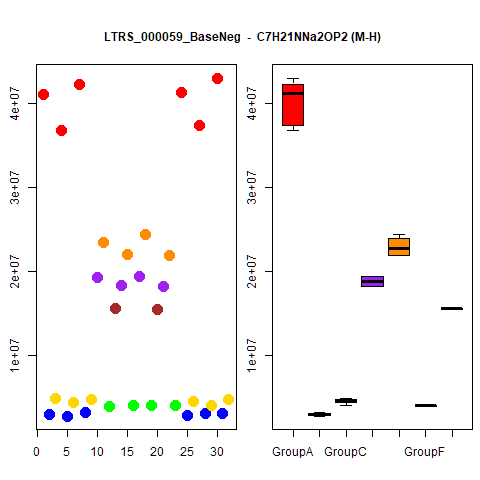 LTRS_000059_BaseNeg - C7H21NNa2OP2 (M-H)
4e+07
3e+07
2e+07
1e+07
0 5 10 15 20 25 30
4e+07
3e+07
2e+07
1e+07
GroupA GroupC GroupF